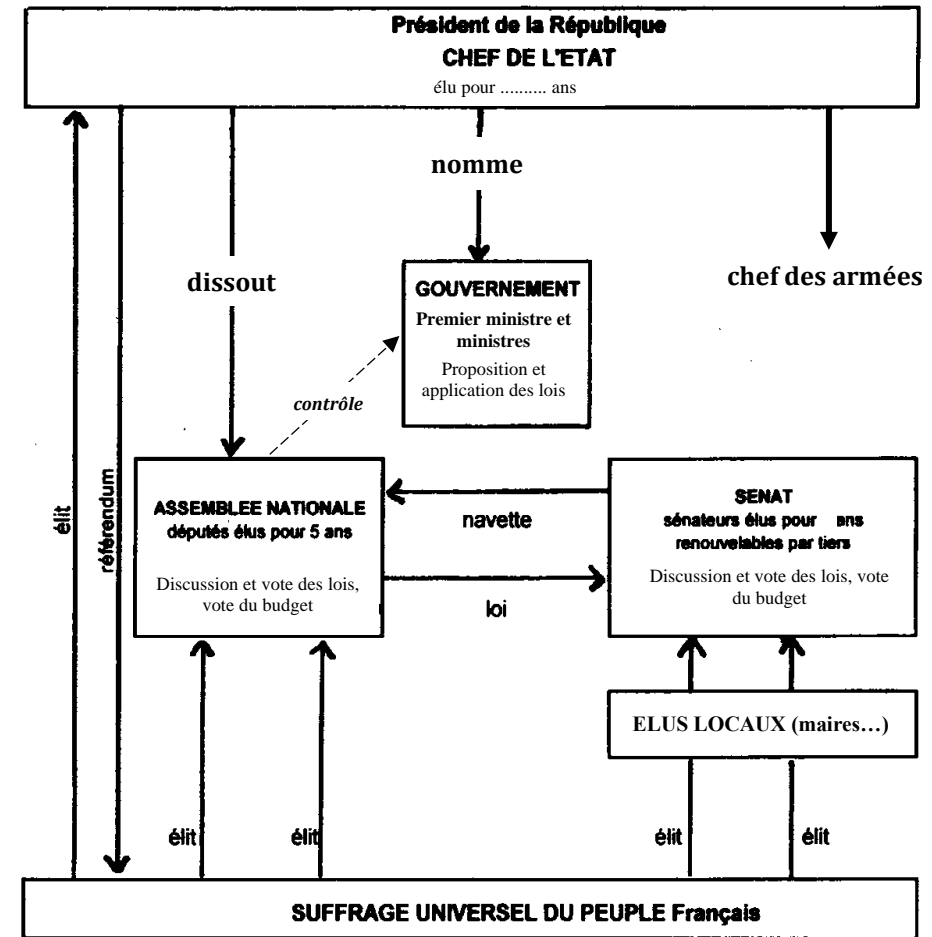 Président de la République
CHEF DE L'ETAT
élu pour .......... ans
nomme
dissout
chef des armées
GOUVERNEMENT
Premier ministre et
ministres
Proposition et
application des lois
contrôle
élit
référendum
ASSEMBLEE NATIONALE
députés élus pour 5 ans
Discussion et vote des lois,
vote du budget
navette
loi
SENAT
sénateurs élus pour ans
renouvelables par tiers
Discussion et vote des lois, vote
du budget
ELUS LOCAUX (maires…)
élit
élit
élit
élit
SUFFRAGE UNIVERSEL DU PEUPLE Français